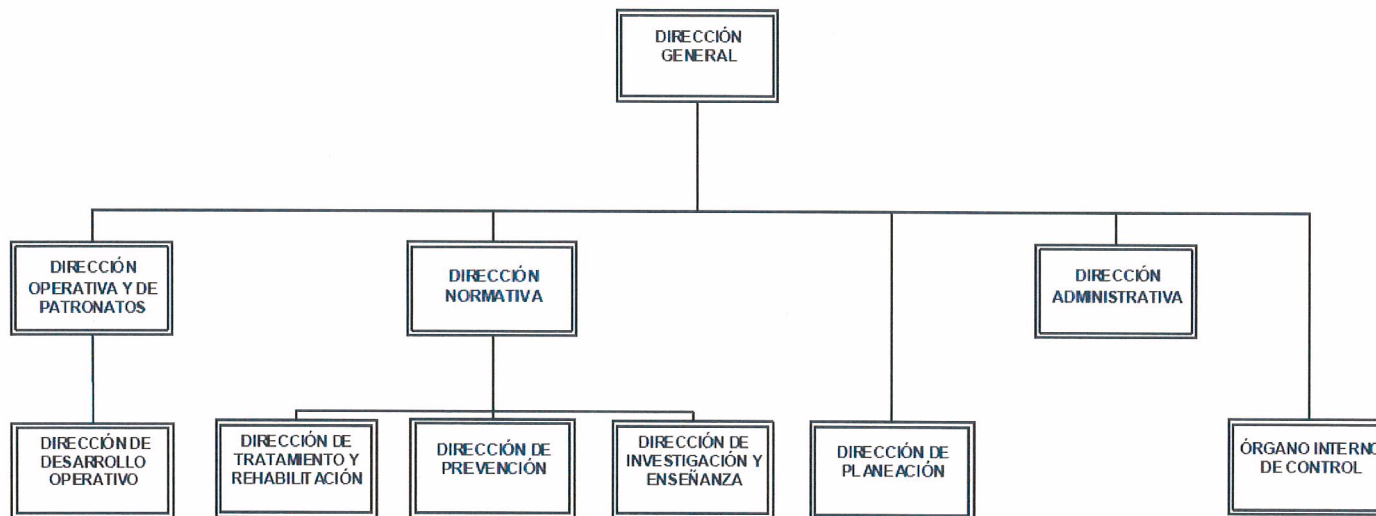 DIRECCIÓN
GENERAL
DIRECCIÓN
OPERATIVA Y DE
PATRONATOS
DIRECCIÓN
NORMATIVA
DIRECCIÓN
ADMINISTRATIVA
DIRECCIÓN DE
DESARROLLO
OPERATIVO
DIRECCIÓN DE
TRATAMIENTO Y
REHABILITACIÓN
DIRECCIÓN DE
PREVENCIÓN
DIRECCIÓN DE
INVESTIGACIÓN Y
ENSEÑANZA
DIRECCIÓN DE
PLANEACIÓN
ÓRGANO INTERNO
DE CONTROL